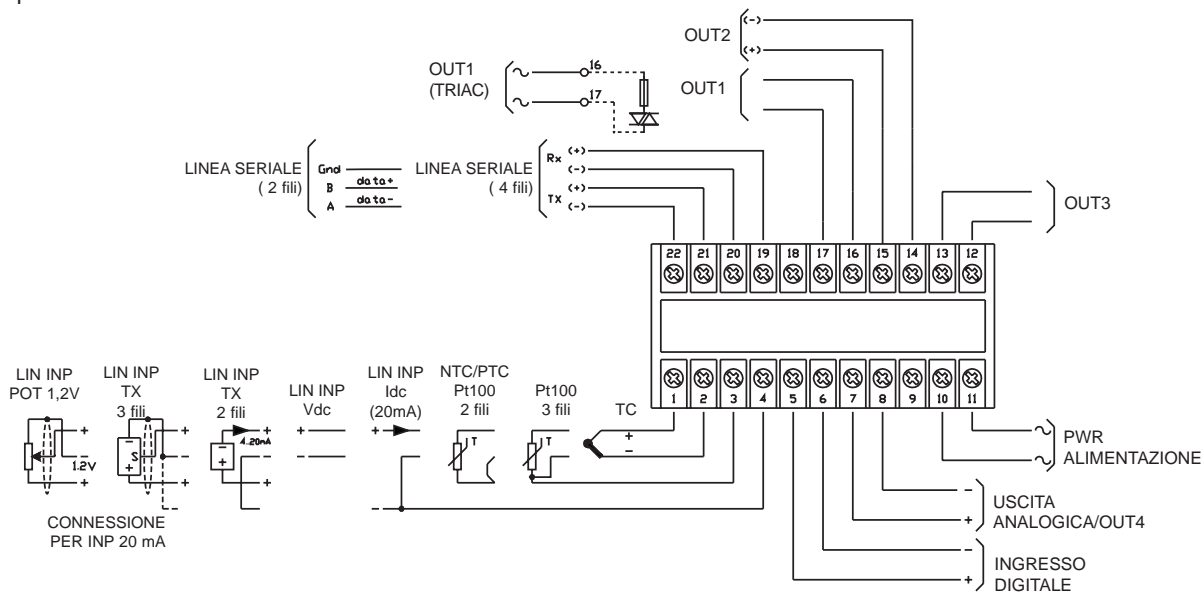 OUT2
(-)
(+)
OUT1
(TRIAC)
16
17
OUT1
LINEA SERIALE
( 2 fili)
Gnd
B data+
A data-
LINEA SERIALE
( 4 fili)
Rx (+)
(-)
(+)
TX (-)
OUT3
22 21 20 19 18 17 16 15 14 13 12
1 2 3 4 5 6 7 8 9 10 11
LIN INP
POT 1,2V
+
-
1.2V
+
LIN INP
TX
3 fili
-
S
+
+
-
+
-
LIN INP
TX
2 fili
4..20mA
-
+
-
+
-
LIN INP
Vdc
+
-
LIN INP
Idc
(20mA)
+
-
NTC/PTC
Pt100
2 fili
T
Pt100
3 fili
T
TC
+
-
CONNESSIONE
PER INP 20 mA
PWR
ALIMENTAZIONE
-
+
USCITA
ANALOGICA/OUT4
-
+
INGRESSO
DIGITALE